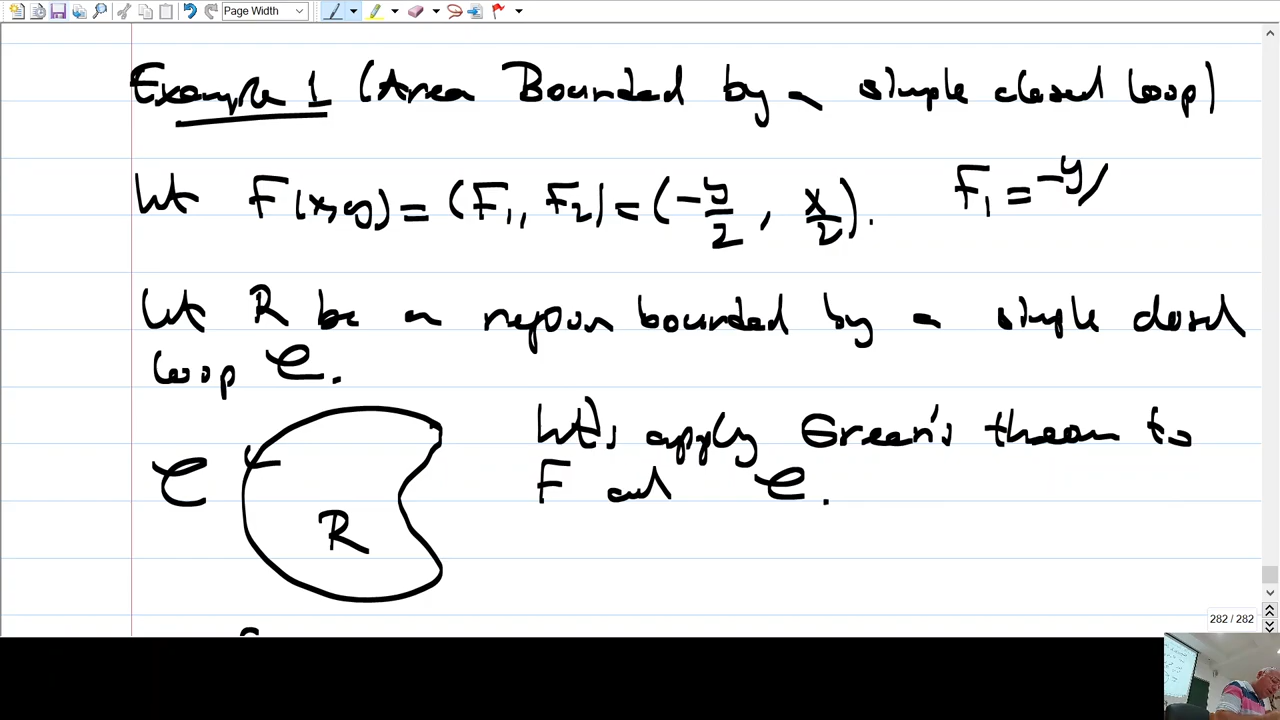 Page Width
Example 1 (Area Bounded by a simple closed loop)
Let F(x,y) = (F₁, F₂) = (-y/2, x/2). F₁ = -y/
Let R be a region bounded by a simple closed
loop C.
Let's apply Green's theorem to
F and C.
C
R
282 / 282